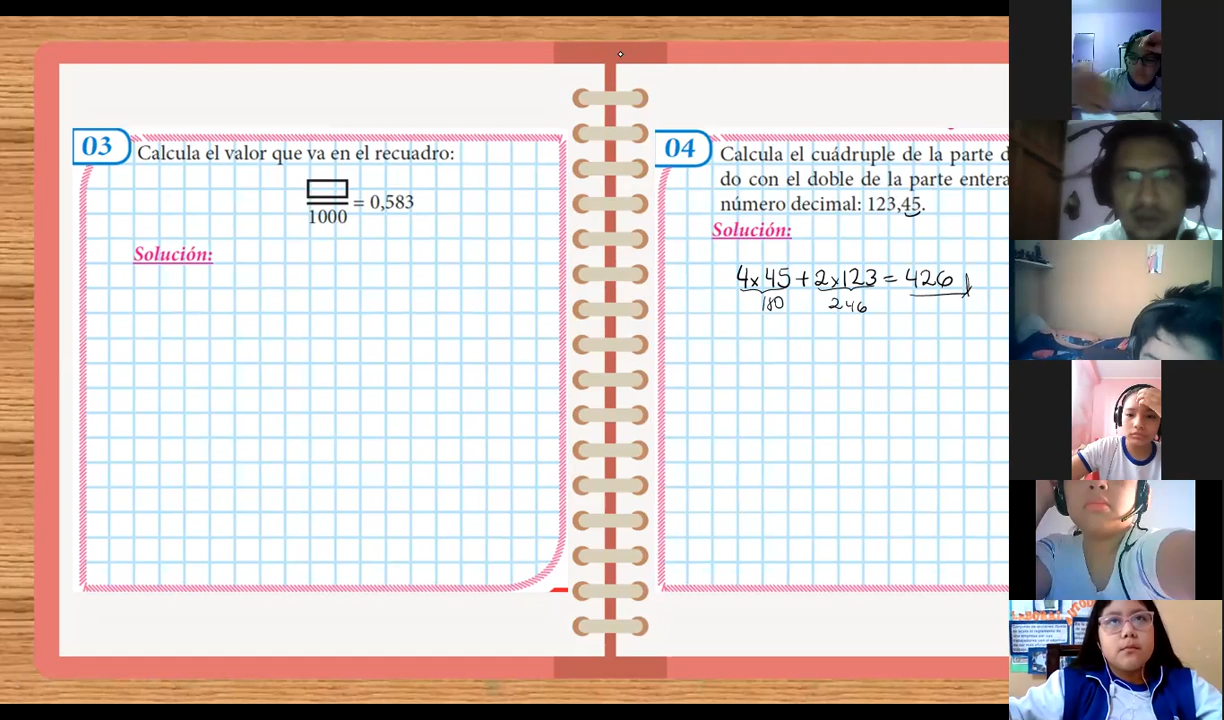 03
Calcula el valor que va en el recuadro:
1000
= 0,583
Solución:
04
Calcula el cuádruple de la parte d
do con el doble de la parte entera
número decimal: 123,45.
Solución:
4x45+2x123=426
180
246
LABORAL